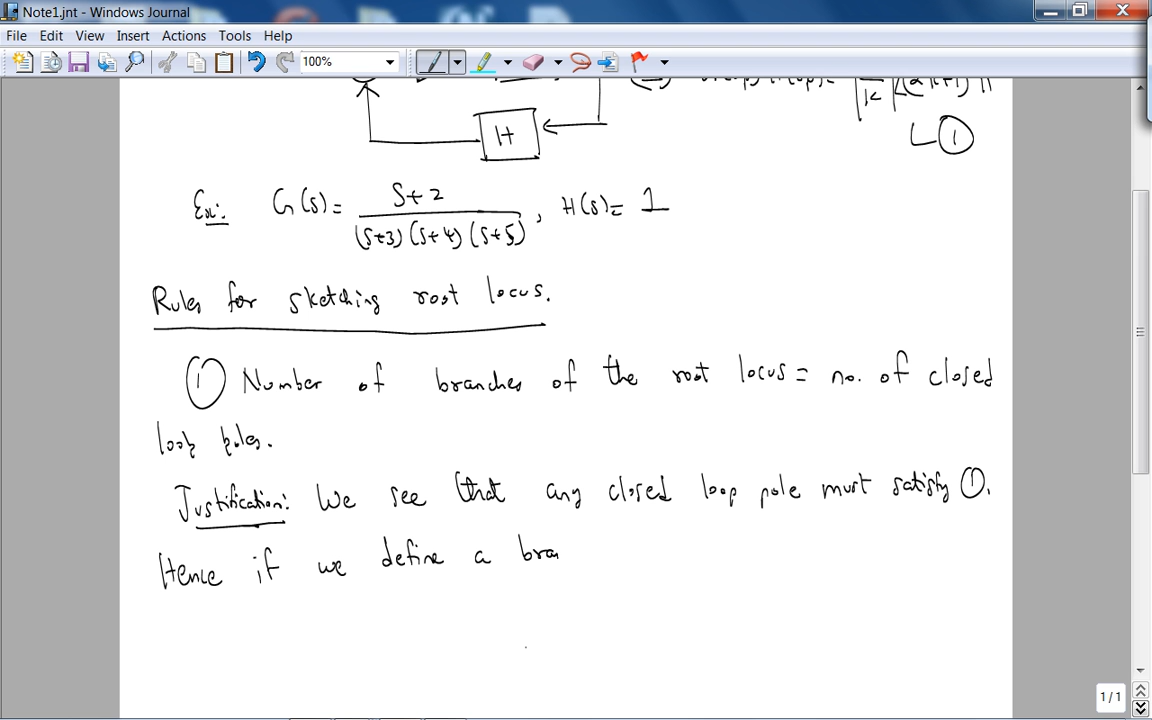 Note1.jnt - Windows Journal
File Edit View Insert Actions Tools Help
100%
H
①
Ex: G(s)= s+2 / (s+3)(s+4)(s+5), H(s)= 1
Rules for sketching root locus.
① Number of branches of the root locus = no. of closed
loop poles.
Justification: We see that any closed loop pole must satisfy ①.
Hence if we define a bran
1/1